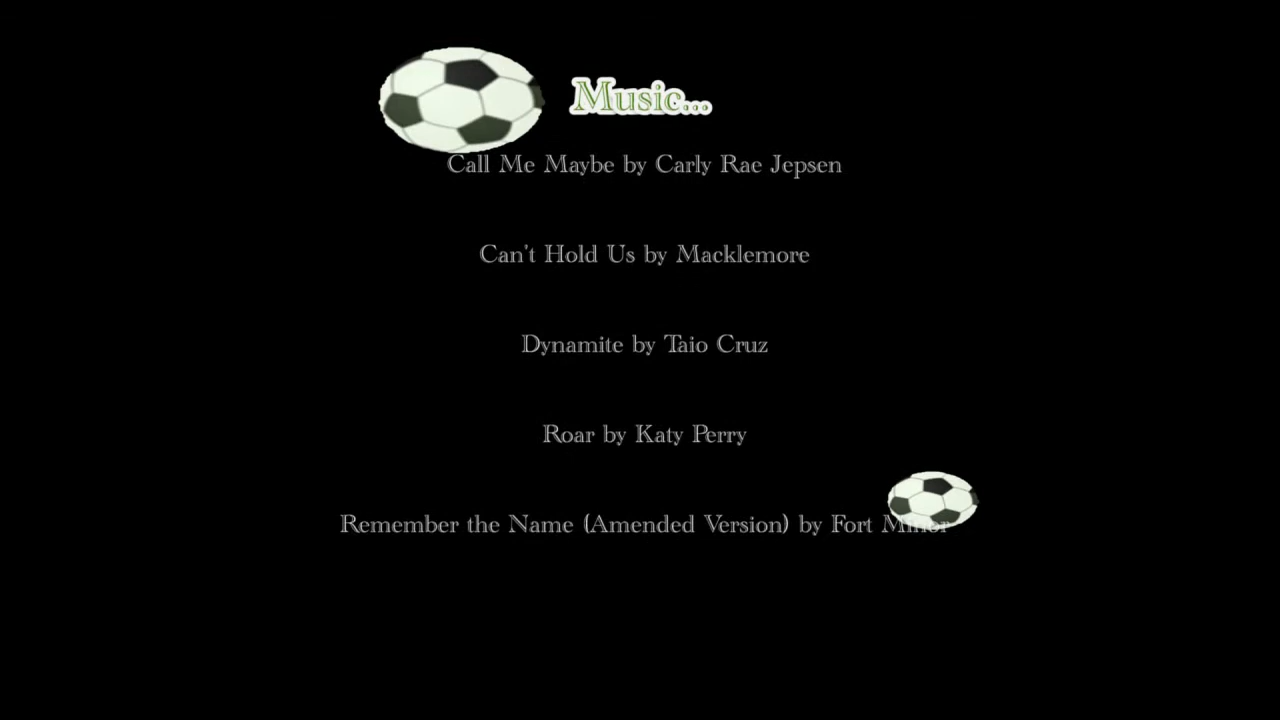 Music...
Call Me Maybe by Carly Rae Jepsen
Can't Hold Us by Macklemore
Dynamite by Taio Cruz
Roar by Katy Perry
Remember the Name (Amended Version) by Fort Minor